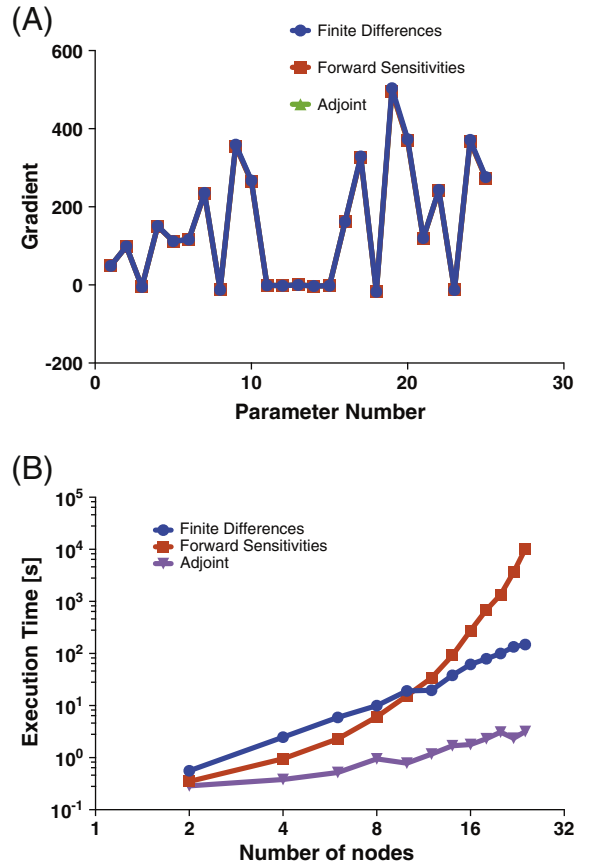 (A)
Finite Differences
Forward Sensitivities
Adjoint
Gradient
600
400
200
0
-200
0
10
20
30
Parameter Number
(B)
Finite Differences
Forward Sensitivities
Adjoint
Execution Time [s]
10^5
10^4
10^3
10^2
10^1
10^0
10^-1
1
2
4
8
16
32
Number of nodes